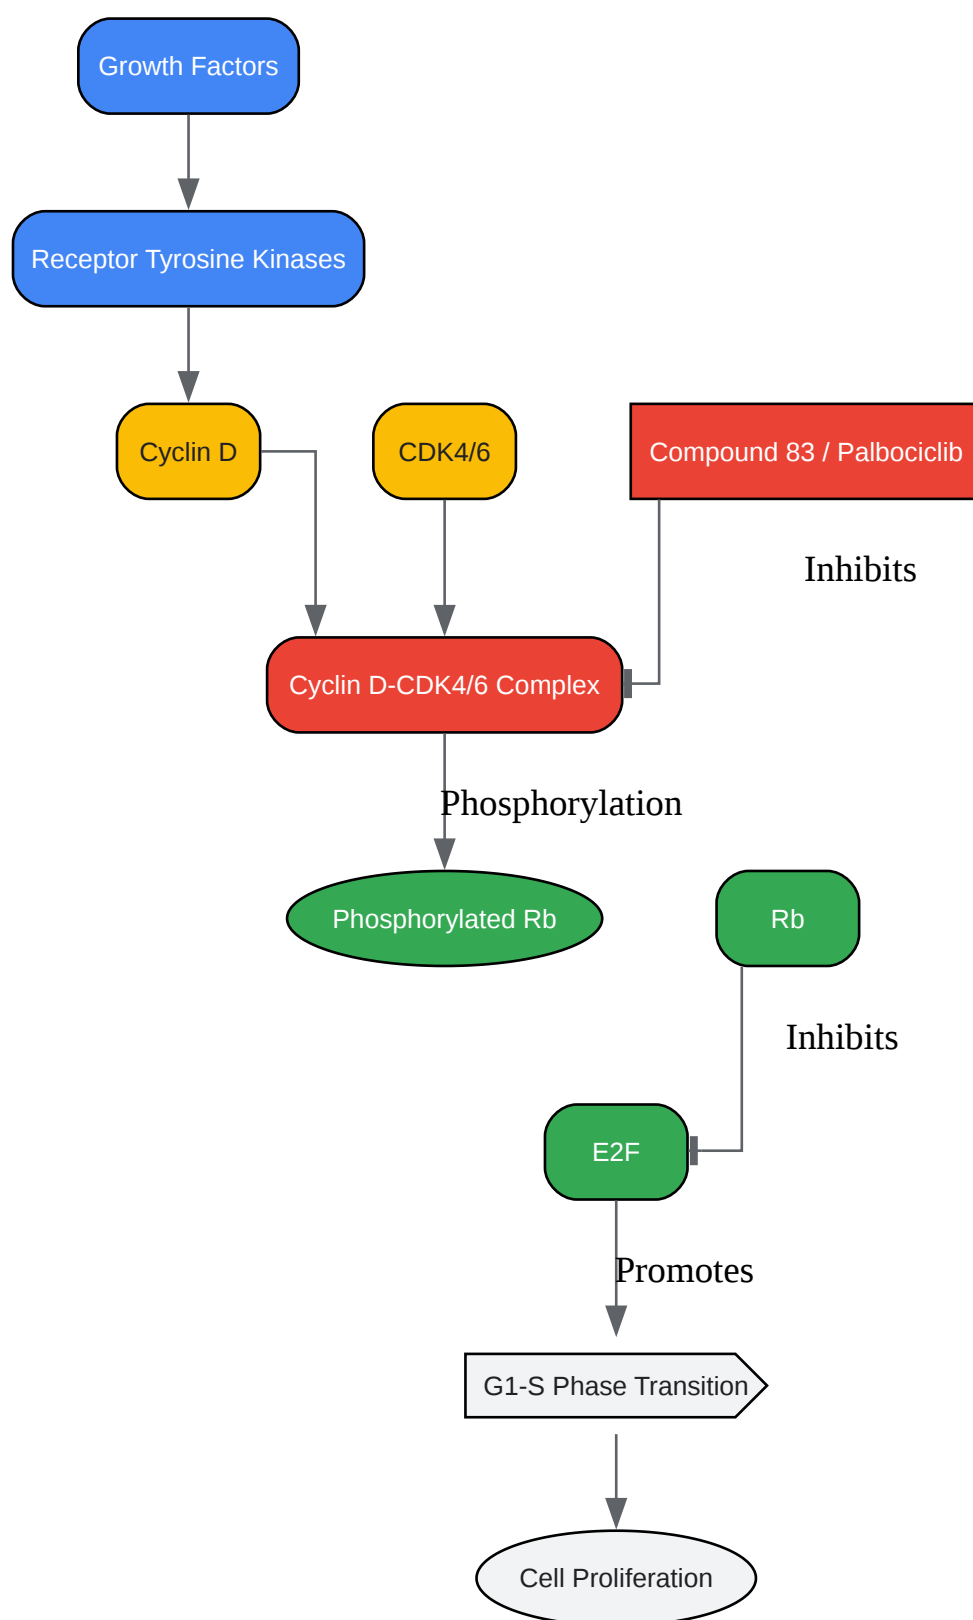 Growth Factors
Receptor Tyrosine Kinases
Cyclin D
CDK4/6
Compound 83 / Palbociclib
Inhibits
Cyclin D-CDK4/6 Complex
Phosphorylation
Phosphorylated Rb
Rb
Inhibits
E2F
Promotes
G1-S Phase Transition
Cell Proliferation